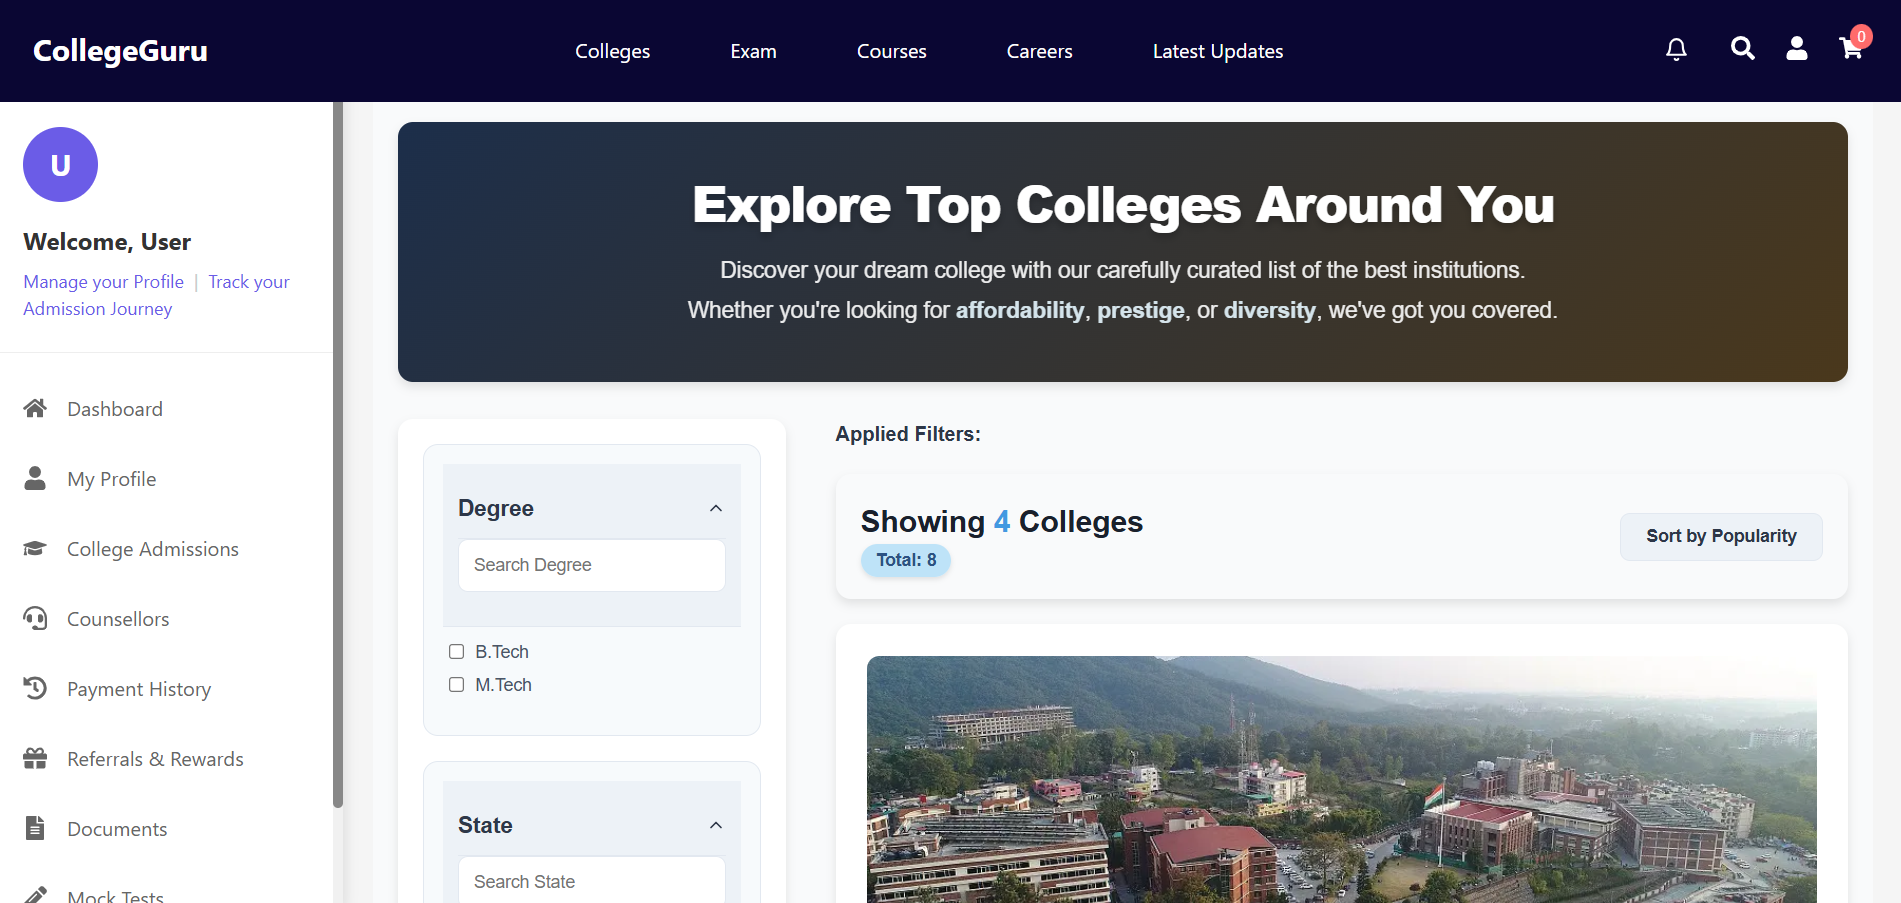 CollegeGuru
Colleges
Exam
Courses
Careers
Latest Updates
0
U
Welcome, User
Manage your Profile | Track your
Admission Journey
Dashboard
My Profile
College Admissions
Counsellors
Payment History
Referrals & Rewards
Documents
Mock Tests
Explore Top Colleges Around You
Discover your dream college with our carefully curated list of the best institutions.
Whether you're looking for affordability, prestige, or diversity, we've got you covered.
Degree
Search Degree
B.Tech
M.Tech
State
Search State
Applied Filters:
Showing 4 Colleges
Total: 8
Sort by Popularity